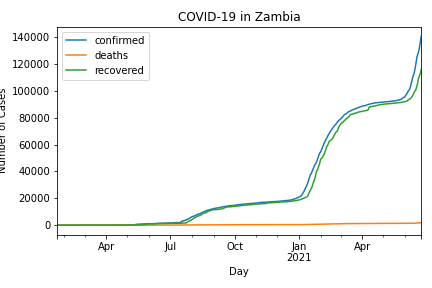 COVID-19 in Zambia
confirmed
deaths
recovered
140000
120000
100000
80000
60000
40000
20000
0
Number of Cases
Apr
Jul
Oct
Jan
2021
Apr
Day